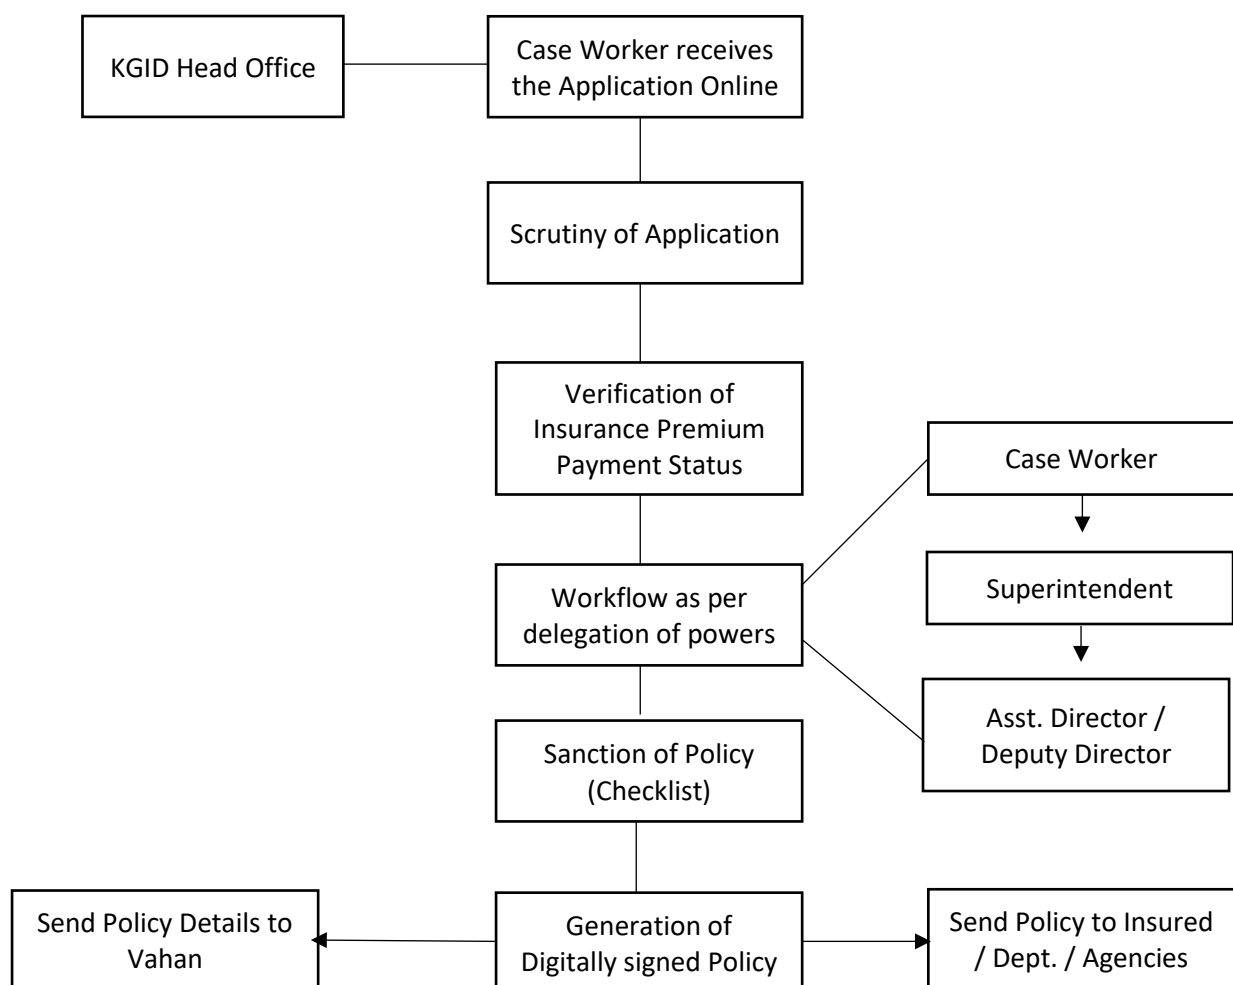 KGID Head Office
Case Worker receives
the Application Online
Scrutiny of Application
Verification of
Insurance Premium
Payment Status
Case Worker
Superintendent
Workflow as per
delegation of powers
Asst. Director /
Deputy Director
Sanction of Policy
(Checklist)
Send Policy Details to
Vahan
Generation of
Digitally signed Policy
Send Policy to Insured
/ Dept. / Agencies